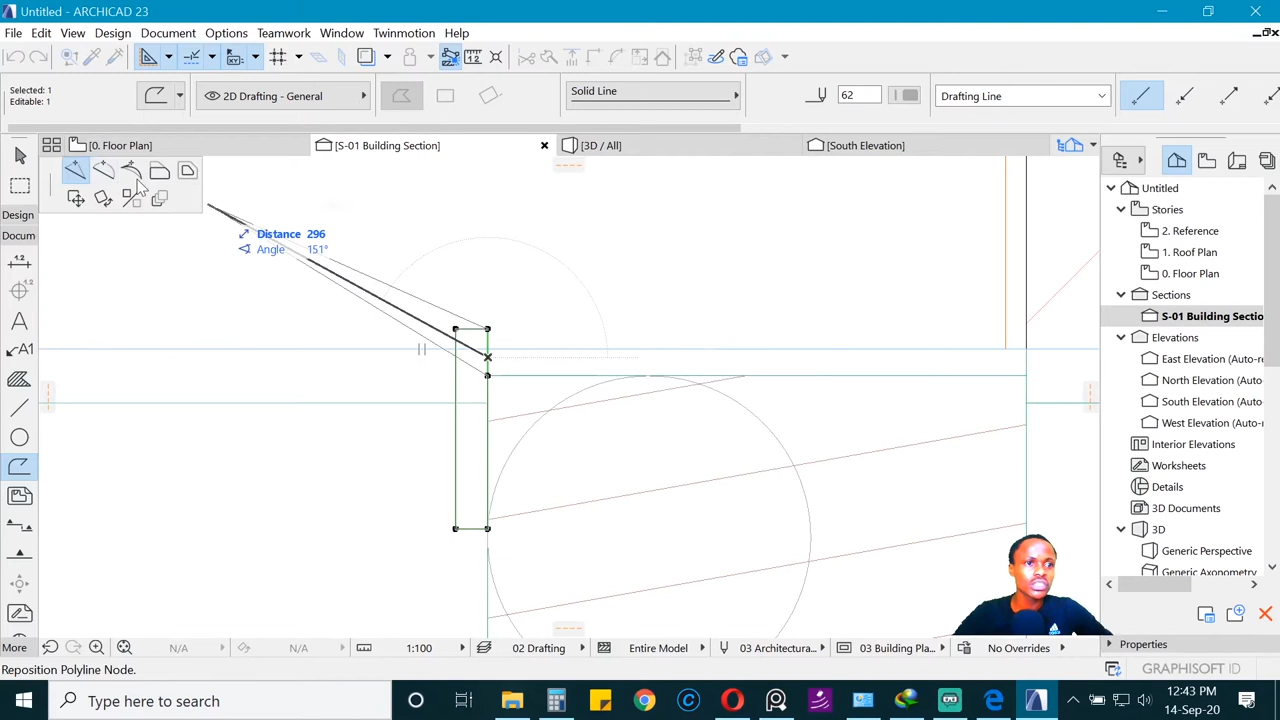 Untitled - ARCHICAD 23
File Edit View Design Document Options Teamwork Window Twinmotion Help
Selected: 1
Editable: 1
2D Drafting - General
Solid Line
62
Drafting Line
[0. Floor Plan]
[S-01 Building Section]
[3D / All]
[South Elevation]
Design
Docum
1.2
1.2
A
A1
More
Distance 296
Angle 151°
Untitled
Stories
2. Reference
1. Roof Plan
0. Floor Plan
Sections
S-01 Building Sectio
Elevations
East Elevation (Auto-re
North Elevation (Auto-
South Elevation (Auto-
West Elevation (Auto-r
Interior Elevations
Worksheets
Details
3D Documents
3D
Generic Perspective
Generic Axonometry
Properties
N/A
N/A
1:100
02 Drafting
Entire Model
03 Architectura...
03 Building Pla...
No Overrides
Reposition Polyline Node.
GRAPHISOFT ID
Type here to search
12:43 PM
14-Sep-20